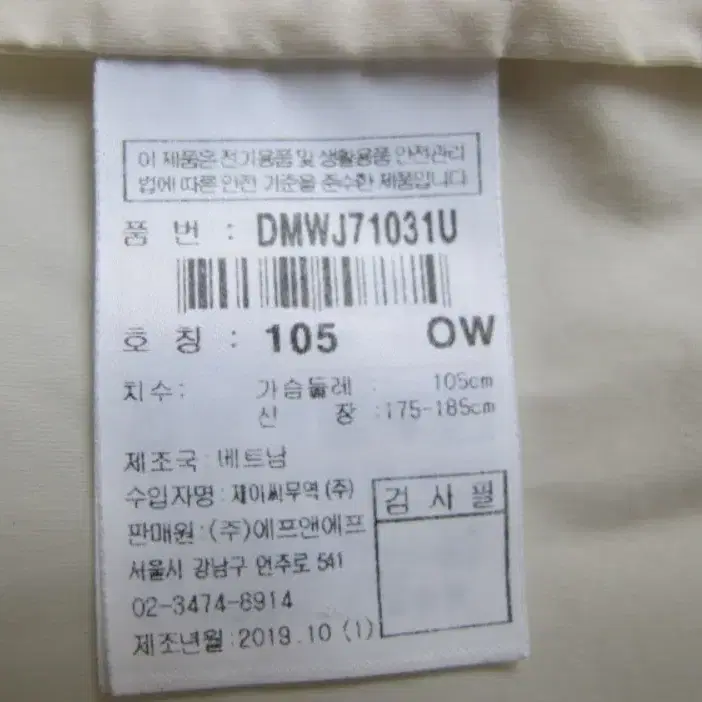 이 제품은 전기용품 및 생활용품 안전관리
법에 따른 안전 기준을 준수한 제품입니다
품 번 : DMWJ71031U
호 칭 : 105 OW
치수: 가슴둘레 : 105cm
신 장 :175-185cm
제조국 : 베트남
수입자명 : 제이씨무역 (주)
검 사 필
판매원 : (주)에프앤에프
서울시 강남구 언주로 541
02-3474-8914
제조년월 : 2019.10 (1)